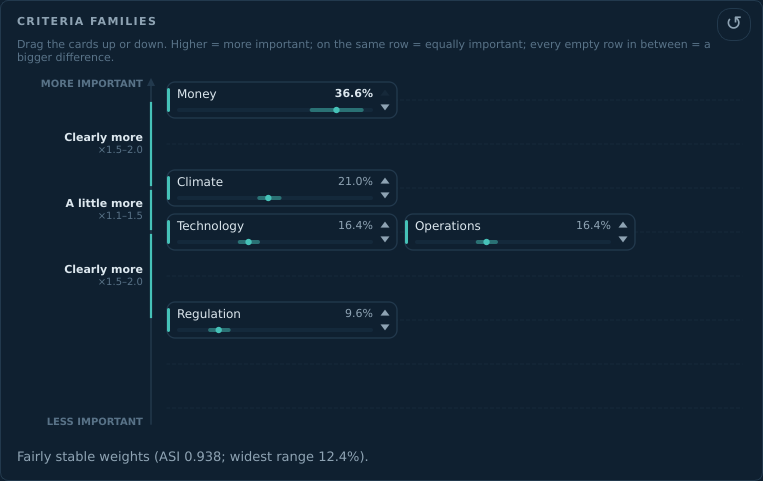 CRITERIA FAMILIES
Drag the cards up or down. Higher = more important; on the same row = equally important; every empty row in between = a
bigger difference.
MORE IMPORTANT
Money 36.6%
Clearly more
×1.5–2.0
Climate 21.0%
A little more
×1.1–1.5
Technology 16.4%
Operations 16.4%
Clearly more
×1.5–2.0
Regulation 9.6%
LESS IMPORTANT
Fairly stable weights (ASI 0.938; widest range 12.4%).